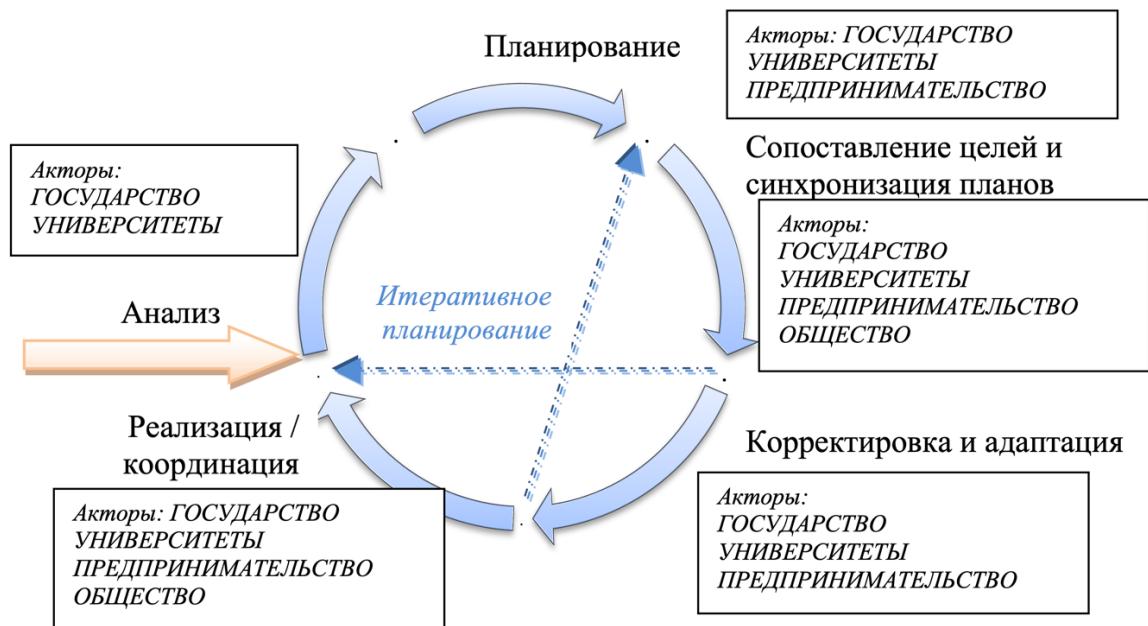 Планирование
Акторы: ГОСУДАРСТВО
УНИВЕРСИТЕТЫ
ПРЕДПРИНИМАТЕЛЬСТВО
Сопоставление целей и
синхронизация планов
Акторы:
ГОСУДАРСТВО
УНИВЕРСИТЕТЫ
ПРЕДПРИНИМАТЕЛЬСТВО
ОБЩЕСТВО
Корректировка и адаптация
Акторы:
ГОСУДАРСТВО
УНИВЕРСИТЕТЫ
ПРЕДПРИНИМАТЕЛЬСТВО
Реализация /
координация
Акторы: ГОСУДАРСТВО
УНИВЕРСИТЕТЫ
ПРЕДПРИНИМАТЕЛЬСТВО
ОБЩЕСТВО
Анализ
Акторы:
ГОСУДАРСТВО
УНИВЕРСИТЕТЫ
Итеративное
планирование